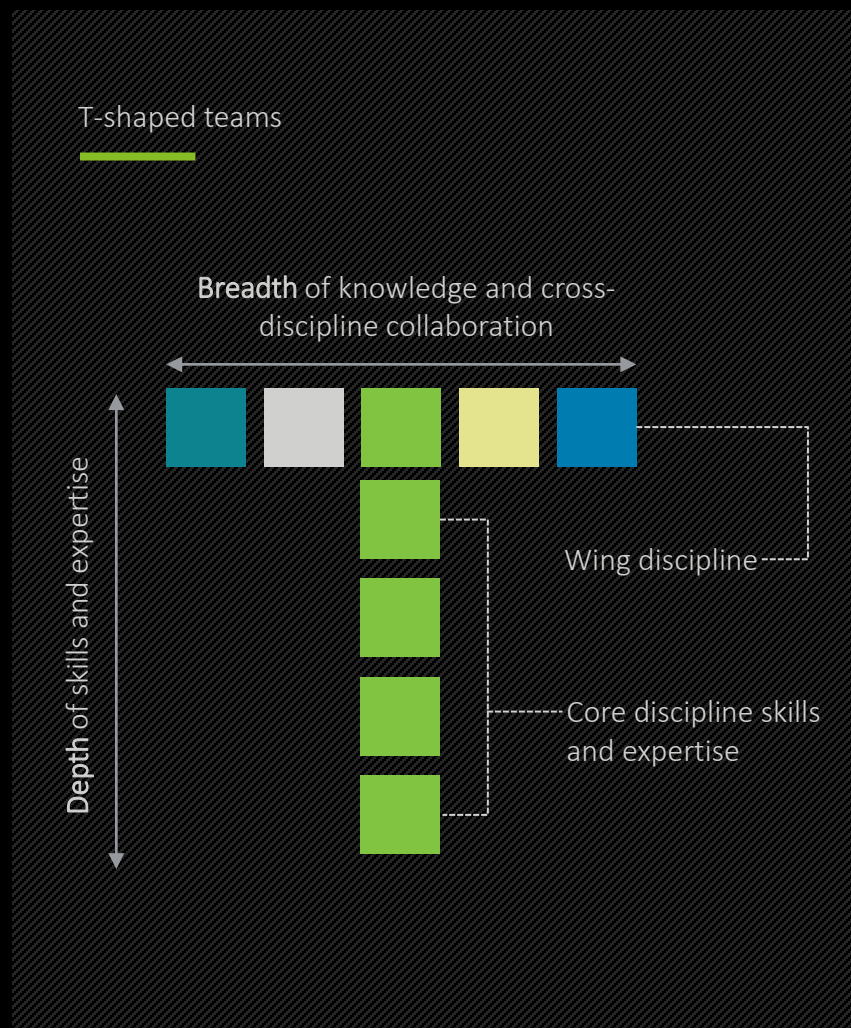 T-shaped teams
Breadth of knowledge and cross-
discipline collaboration
Depth of skills and expertise
Wing discipline
Core discipline skills
and expertise